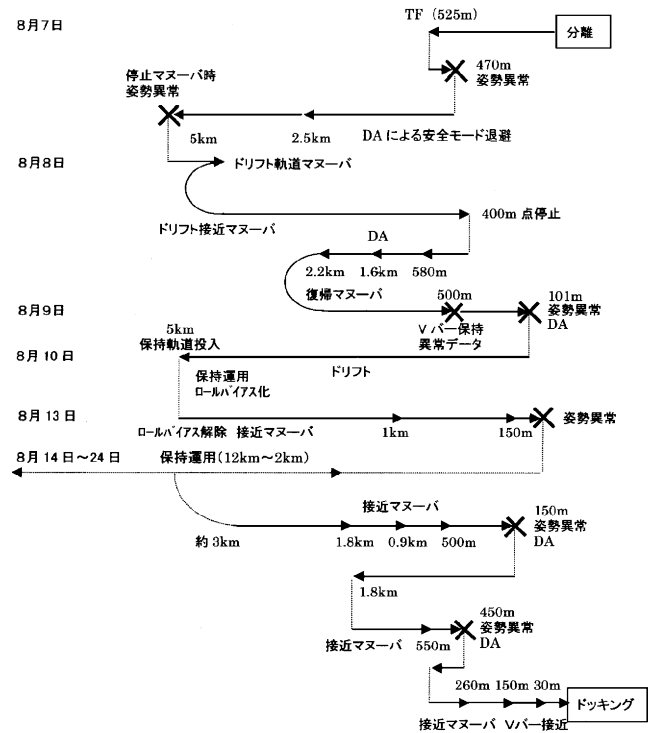 8月7日
TF（525m）
分離
470m
姿勢異常
停止マヌーバ時
姿勢異常
5km
2.5km
DAによる安全モード退避
8月8日
ドリフト軌道マヌーバ
ドリフト接近マヌーバ
400m 点停止
DA
2.2km
1.6km
580m
復帰マヌーバ
8月9日
500m
101m
姿勢異常
DA
Vバー保持
異常データ
5km
保持軌道投入
8月 10日
ドリフト
保持運用
ロールバイアス化
8月 13日
ロールバイアス解除 接近マヌーバ
1km
150m
姿勢異常
8月 14日～24日
保持運用（12km～2km）
接近マヌーバ
約3km
1.8km
0.9km
500m
150m
姿勢異常
DA
1.8km
接近マヌーバ
550m
450m
姿勢異常
DA
260m 150m 30m
ドッキング
接近マヌーバ Vバー接近